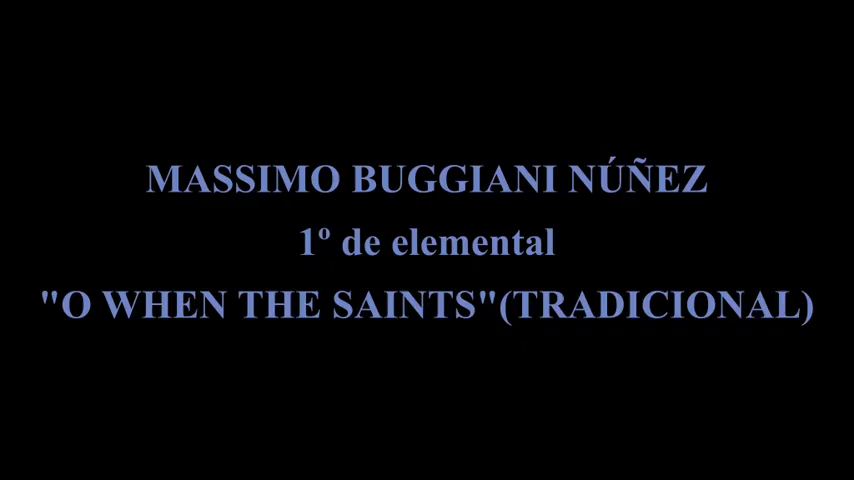 MASSIMO BUGGIANI NÚÑEZ
1º de elemental
"O WHEN THE SAINTS"(TRADICIONAL)